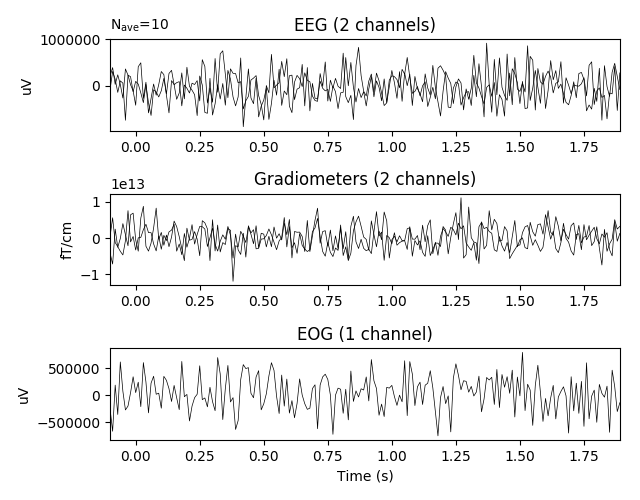 N_ave=10
EEG (2 channels)
1000000
0
uV
0.00 0.25 0.50 0.75 1.00 1.25 1.50 1.75
1e13
Gradiometers (2 channels)
1
0
−1
fT/cm
0.00 0.25 0.50 0.75 1.00 1.25 1.50 1.75
EOG (1 channel)
500000
0
−500000
uV
0.00 0.25 0.50 0.75 1.00 1.25 1.50 1.75
Time (s)